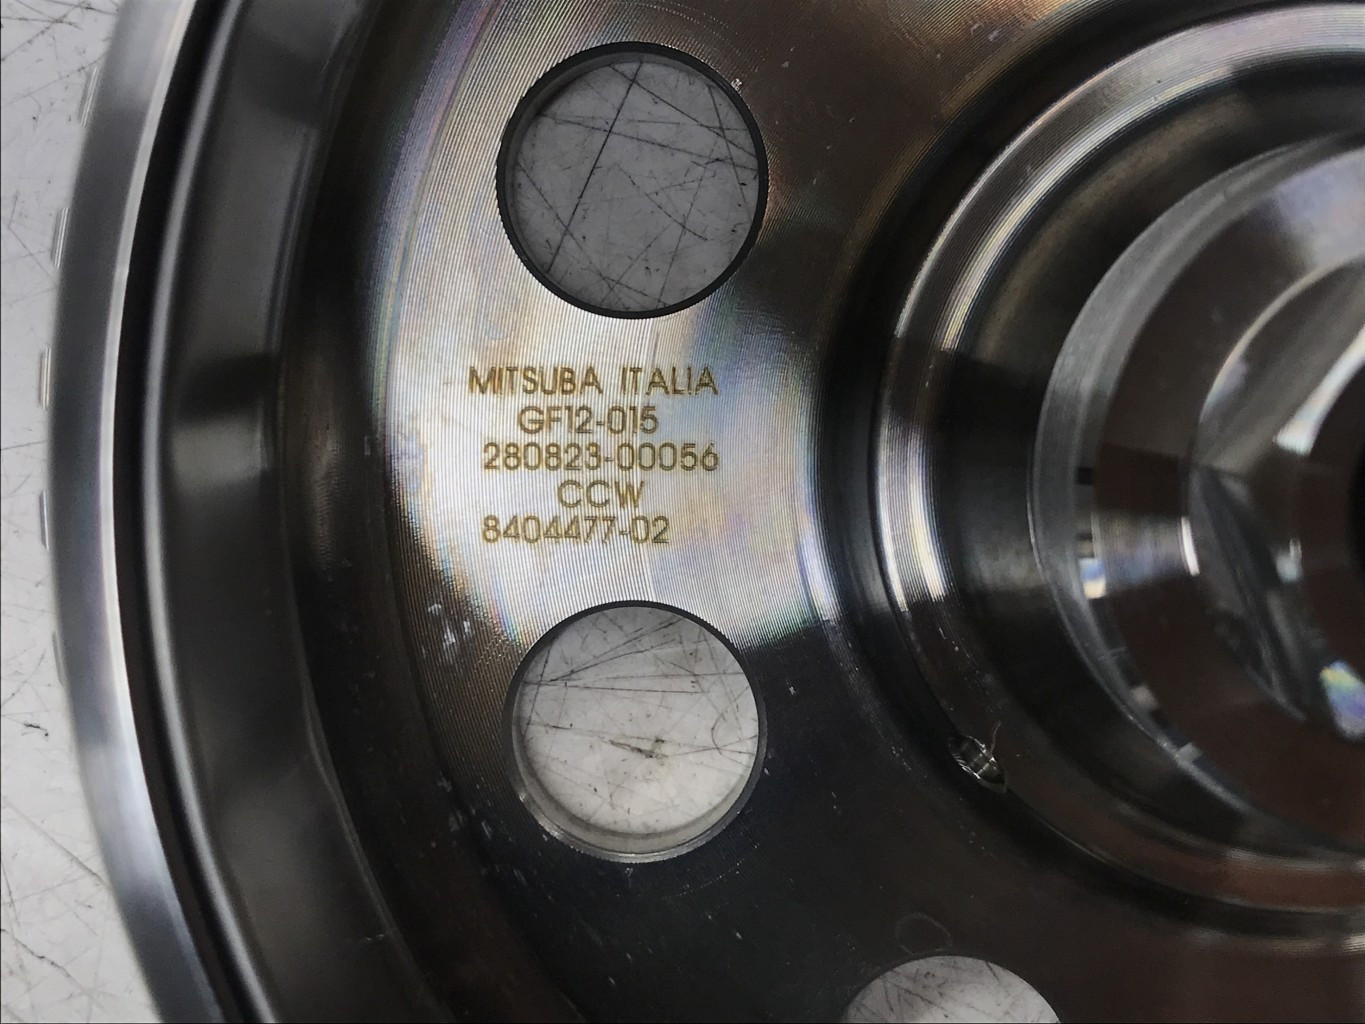 MITSUBA ITALIA
GF12-015
280823-00056
CCW
8404477-02